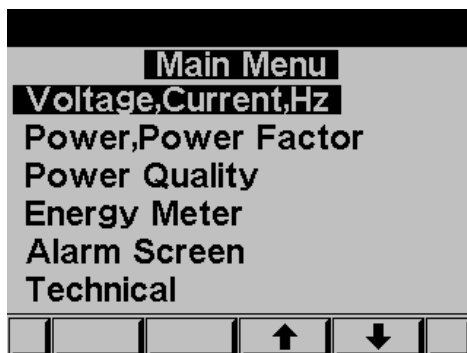 Main Menu
Voltage,Current,Hz
Power,Power Factor
Power Quality
Energy Meter
Alarm Screen
Technical